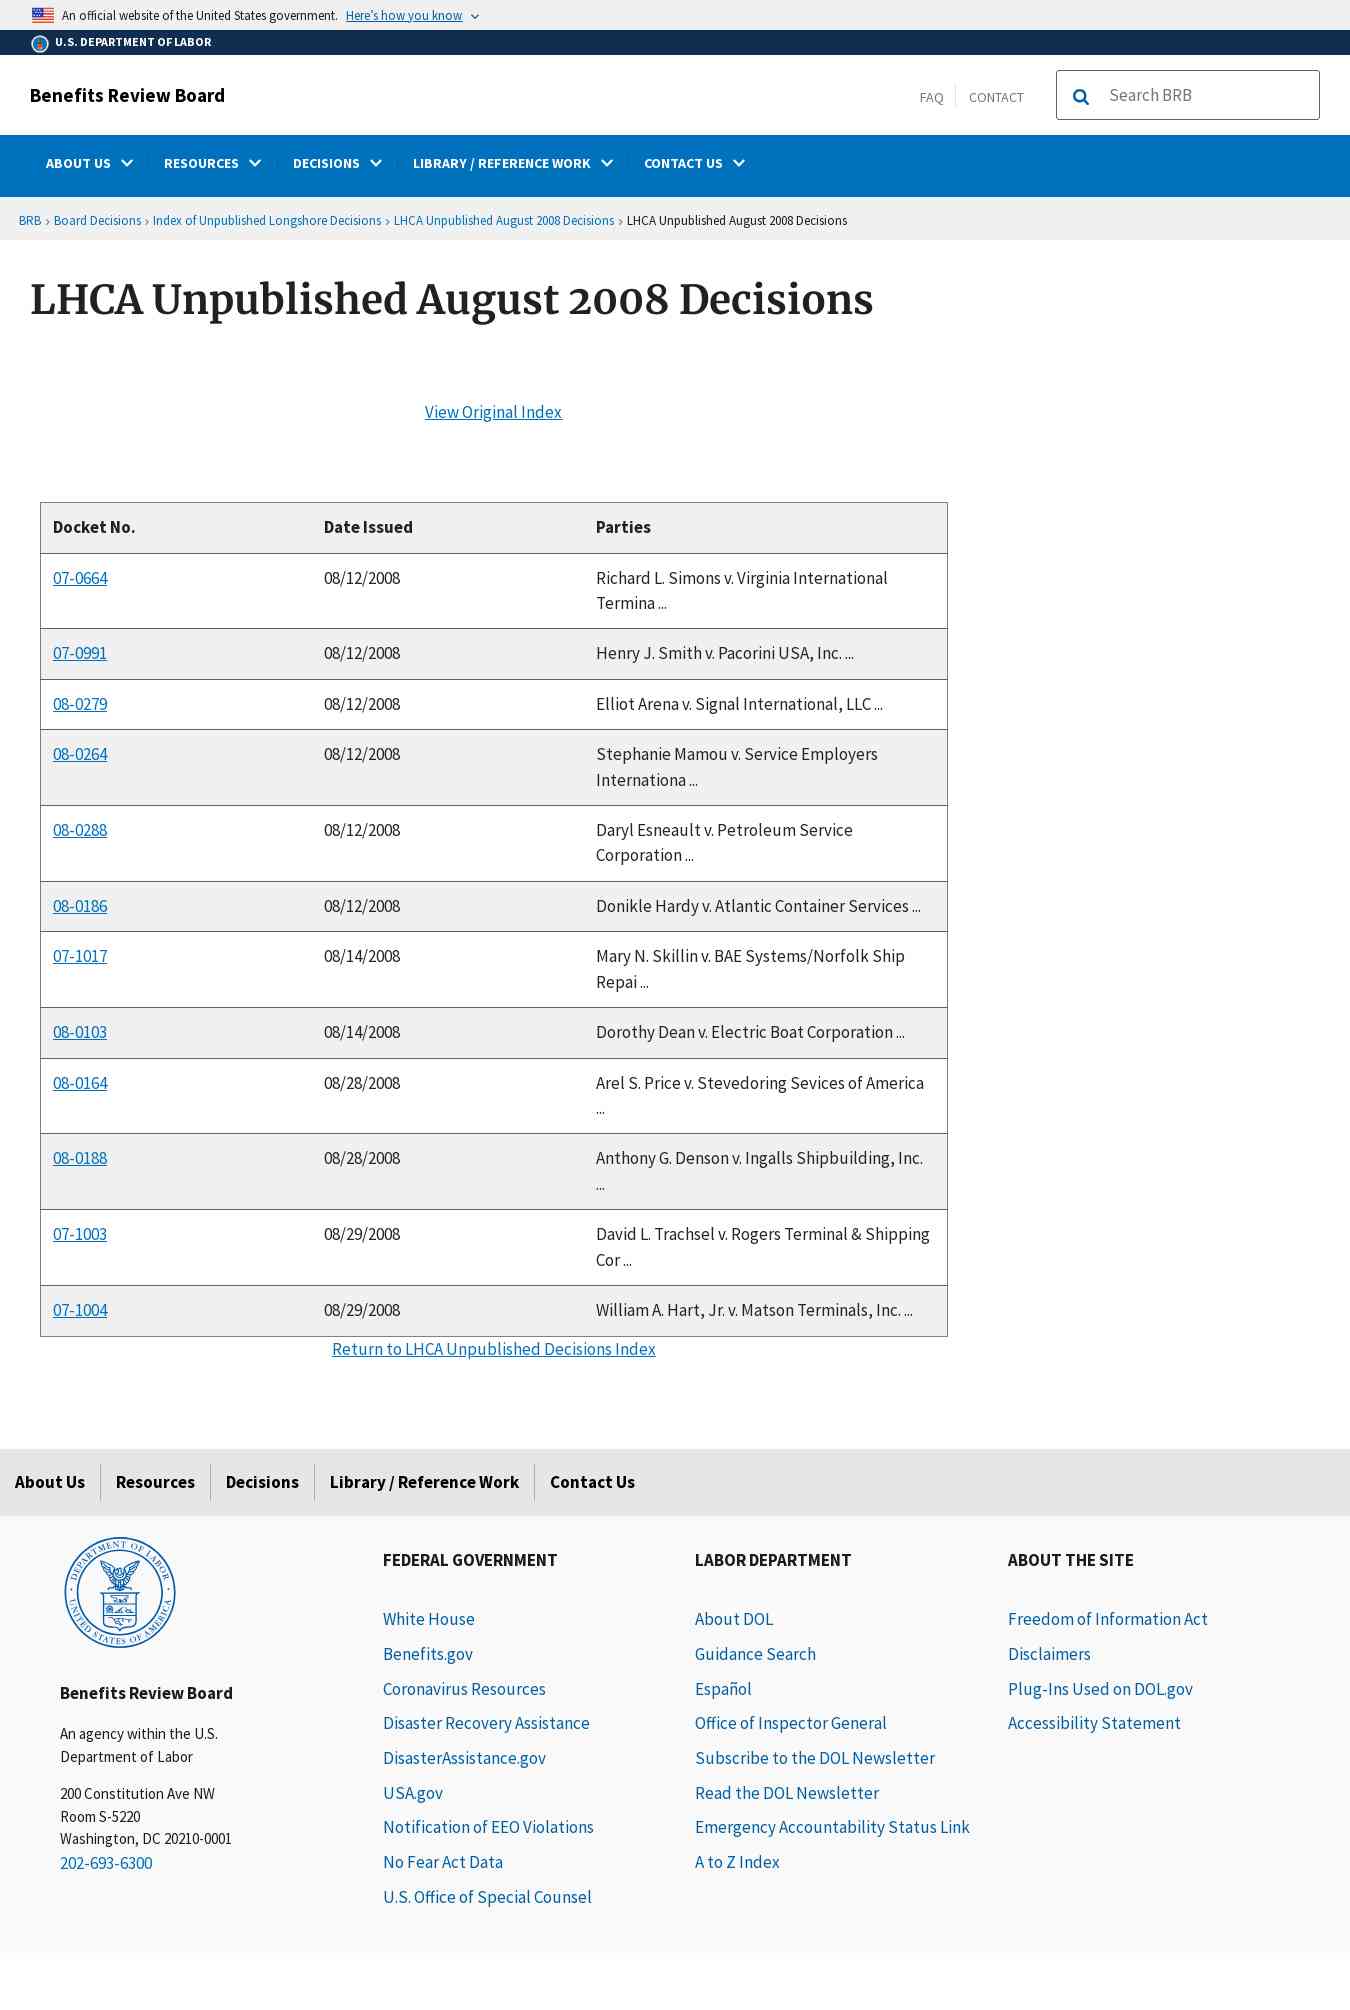 An official website of the United States government. Here's how you know
U.S. DEPARTMENT OF LABOR
Benefits Review Board
FAQ
CONTACT
Search BRB
ABOUT US
RESOURCES
DECISIONS
LIBRARY / REFERENCE WORK
CONTACT US
BRB › Board Decisions › Index of Unpublished Longshore Decisions › LHCA Unpublished August 2008 Decisions › LHCA Unpublished August 2008 Decisions
LHCA Unpublished August 2008 Decisions
View Original Index
Docket No. Date Issued Parties
07-0664 08/12/2008 Richard L. Simons v. Virginia International
Termina ...
07-0991 08/12/2008 Henry J. Smith v. Pacorini USA, Inc. ...
08-0279 08/12/2008 Elliot Arena v. Signal International, LLC ...
08-0264 08/12/2008 Stephanie Mamou v. Service Employers
Internationa ...
08-0288 08/12/2008 Daryl Esneault v. Petroleum Service
Corporation ...
08-0186 08/12/2008 Donikle Hardy v. Atlantic Container Services ...
07-1017 08/14/2008 Mary N. Skillin v. BAE Systems/Norfolk Ship
Repai ...
08-0103 08/14/2008 Dorothy Dean v. Electric Boat Corporation ...
08-0164 08/28/2008 Arel S. Price v. Stevedoring Sevices of America
...
08-0188 08/28/2008 Anthony G. Denson v. Ingalls Shipbuilding, Inc.
...
07-1003 08/29/2008 David L. Trachsel v. Rogers Terminal & Shipping
Cor ...
07-1004 08/29/2008 William A. Hart, Jr. v. Matson Terminals, Inc. ...
Return to LHCA Unpublished Decisions Index
About Us
Resources
Decisions
Library / Reference Work
Contact Us
DEPARTMENT OF LABOR
UNITED STATES OF AMERICA
Benefits Review Board
An agency within the U.S.
Department of Labor
200 Constitution Ave NW
Room S-5220
Washington, DC 20210-0001
202-693-6300
FEDERAL GOVERNMENT
White House
Benefits.gov
Coronavirus Resources
Disaster Recovery Assistance
DisasterAssistance.gov
USA.gov
Notification of EEO Violations
No Fear Act Data
U.S. Office of Special Counsel
LABOR DEPARTMENT
About DOL
Guidance Search
Español
Office of Inspector General
Subscribe to the DOL Newsletter
Read the DOL Newsletter
Emergency Accountability Status Link
A to Z Index
ABOUT THE SITE
Freedom of Information Act
Disclaimers
Plug-Ins Used on DOL.gov
Accessibility Statement